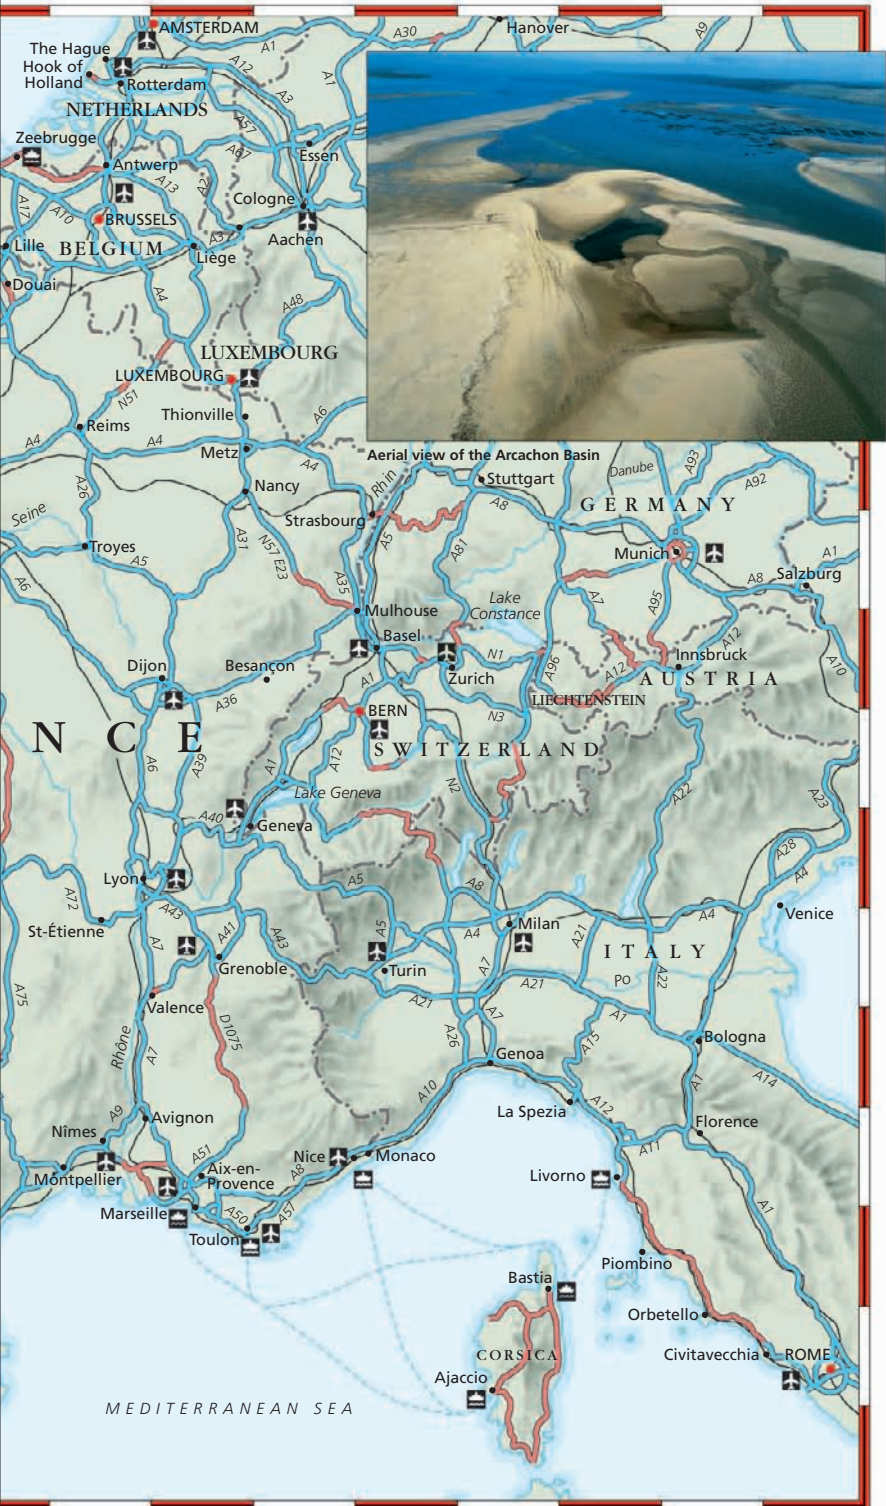 AMSTERDAM
A30
Hanover
A9
The Hague
A1
Hook of
Holland
A12
A1
Rotterdam
A3
NETHERLANDS
A57
Zeebrugge
A67
Essen
Antwerp
A13
A2
A17
A10
Cologne
BRUSSELS
A3
Aachen
Lille
BELGIUM
Liège
Douai
A4
A48
LUXEMBOURG
LUXEMBOURG
N51
Thionville
A6
Reims
A4
A4
Metz
A4
Aerial view of the Arcachon Basin
Rhin
Danube
A93
A92
Stuttgart
A26
Nancy
A8
GERMANY
Seine
Strasbourg
Troyes
A31
N57 E23
A5
A81
Munich
A1
A5
A8
Salzburg
A6
A35
Lake
Constance
A7
A95
Mulhouse
A12
Basel
N1
Innsbruck
A10
Dijon
Besançon
Zurich
A96
A12
AUSTRIA
A36
A1
LIECHTENSTEIN
BERN
N3
NCE
SWITZERLAND
A6
A39
A1
A12
N2
Lake Geneva
A22
A23
A40
Geneva
A28
Lyon
A5
A8
A4
A72
A43
Venice
St-Étienne
A4
Milan
A7
A41
A43
A5
A4
A21
ITALY
Grenoble
Turin
A7
A21
Po
A22
A75
Valence
A21
A7
A1
D1075
A26
A15
Bologna
Rhône
A7
Genoa
A14
A10
A1
La Spezia
A12
A9
Avignon
Florence
Nîmes
A11
A51
Nice
Monaco
Montpellier
Aix-en-
Provence
A8
Livorno
Marseille
A50
A57
A1
Toulon
Piombino
Bastia
Orbetello
CORSICA
Civitavecchia
ROME
Ajaccio
MEDITERRANEAN SEA